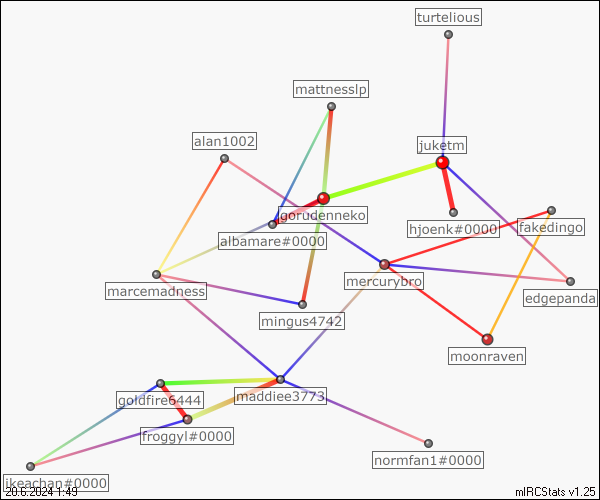 turtelious
mattnesslp
alan1002
juketm
gorudenneko
hjoenk#0000
fakedingo
albamare#0000
mercurybro
marcemadness
edgepanda
mingus4742
moonraven
goldfire6444
maddiee3773
froggyl#0000
normfan1#0000
ikeachan#0000
20.6.2024 1:49
mIRCStats v1.25